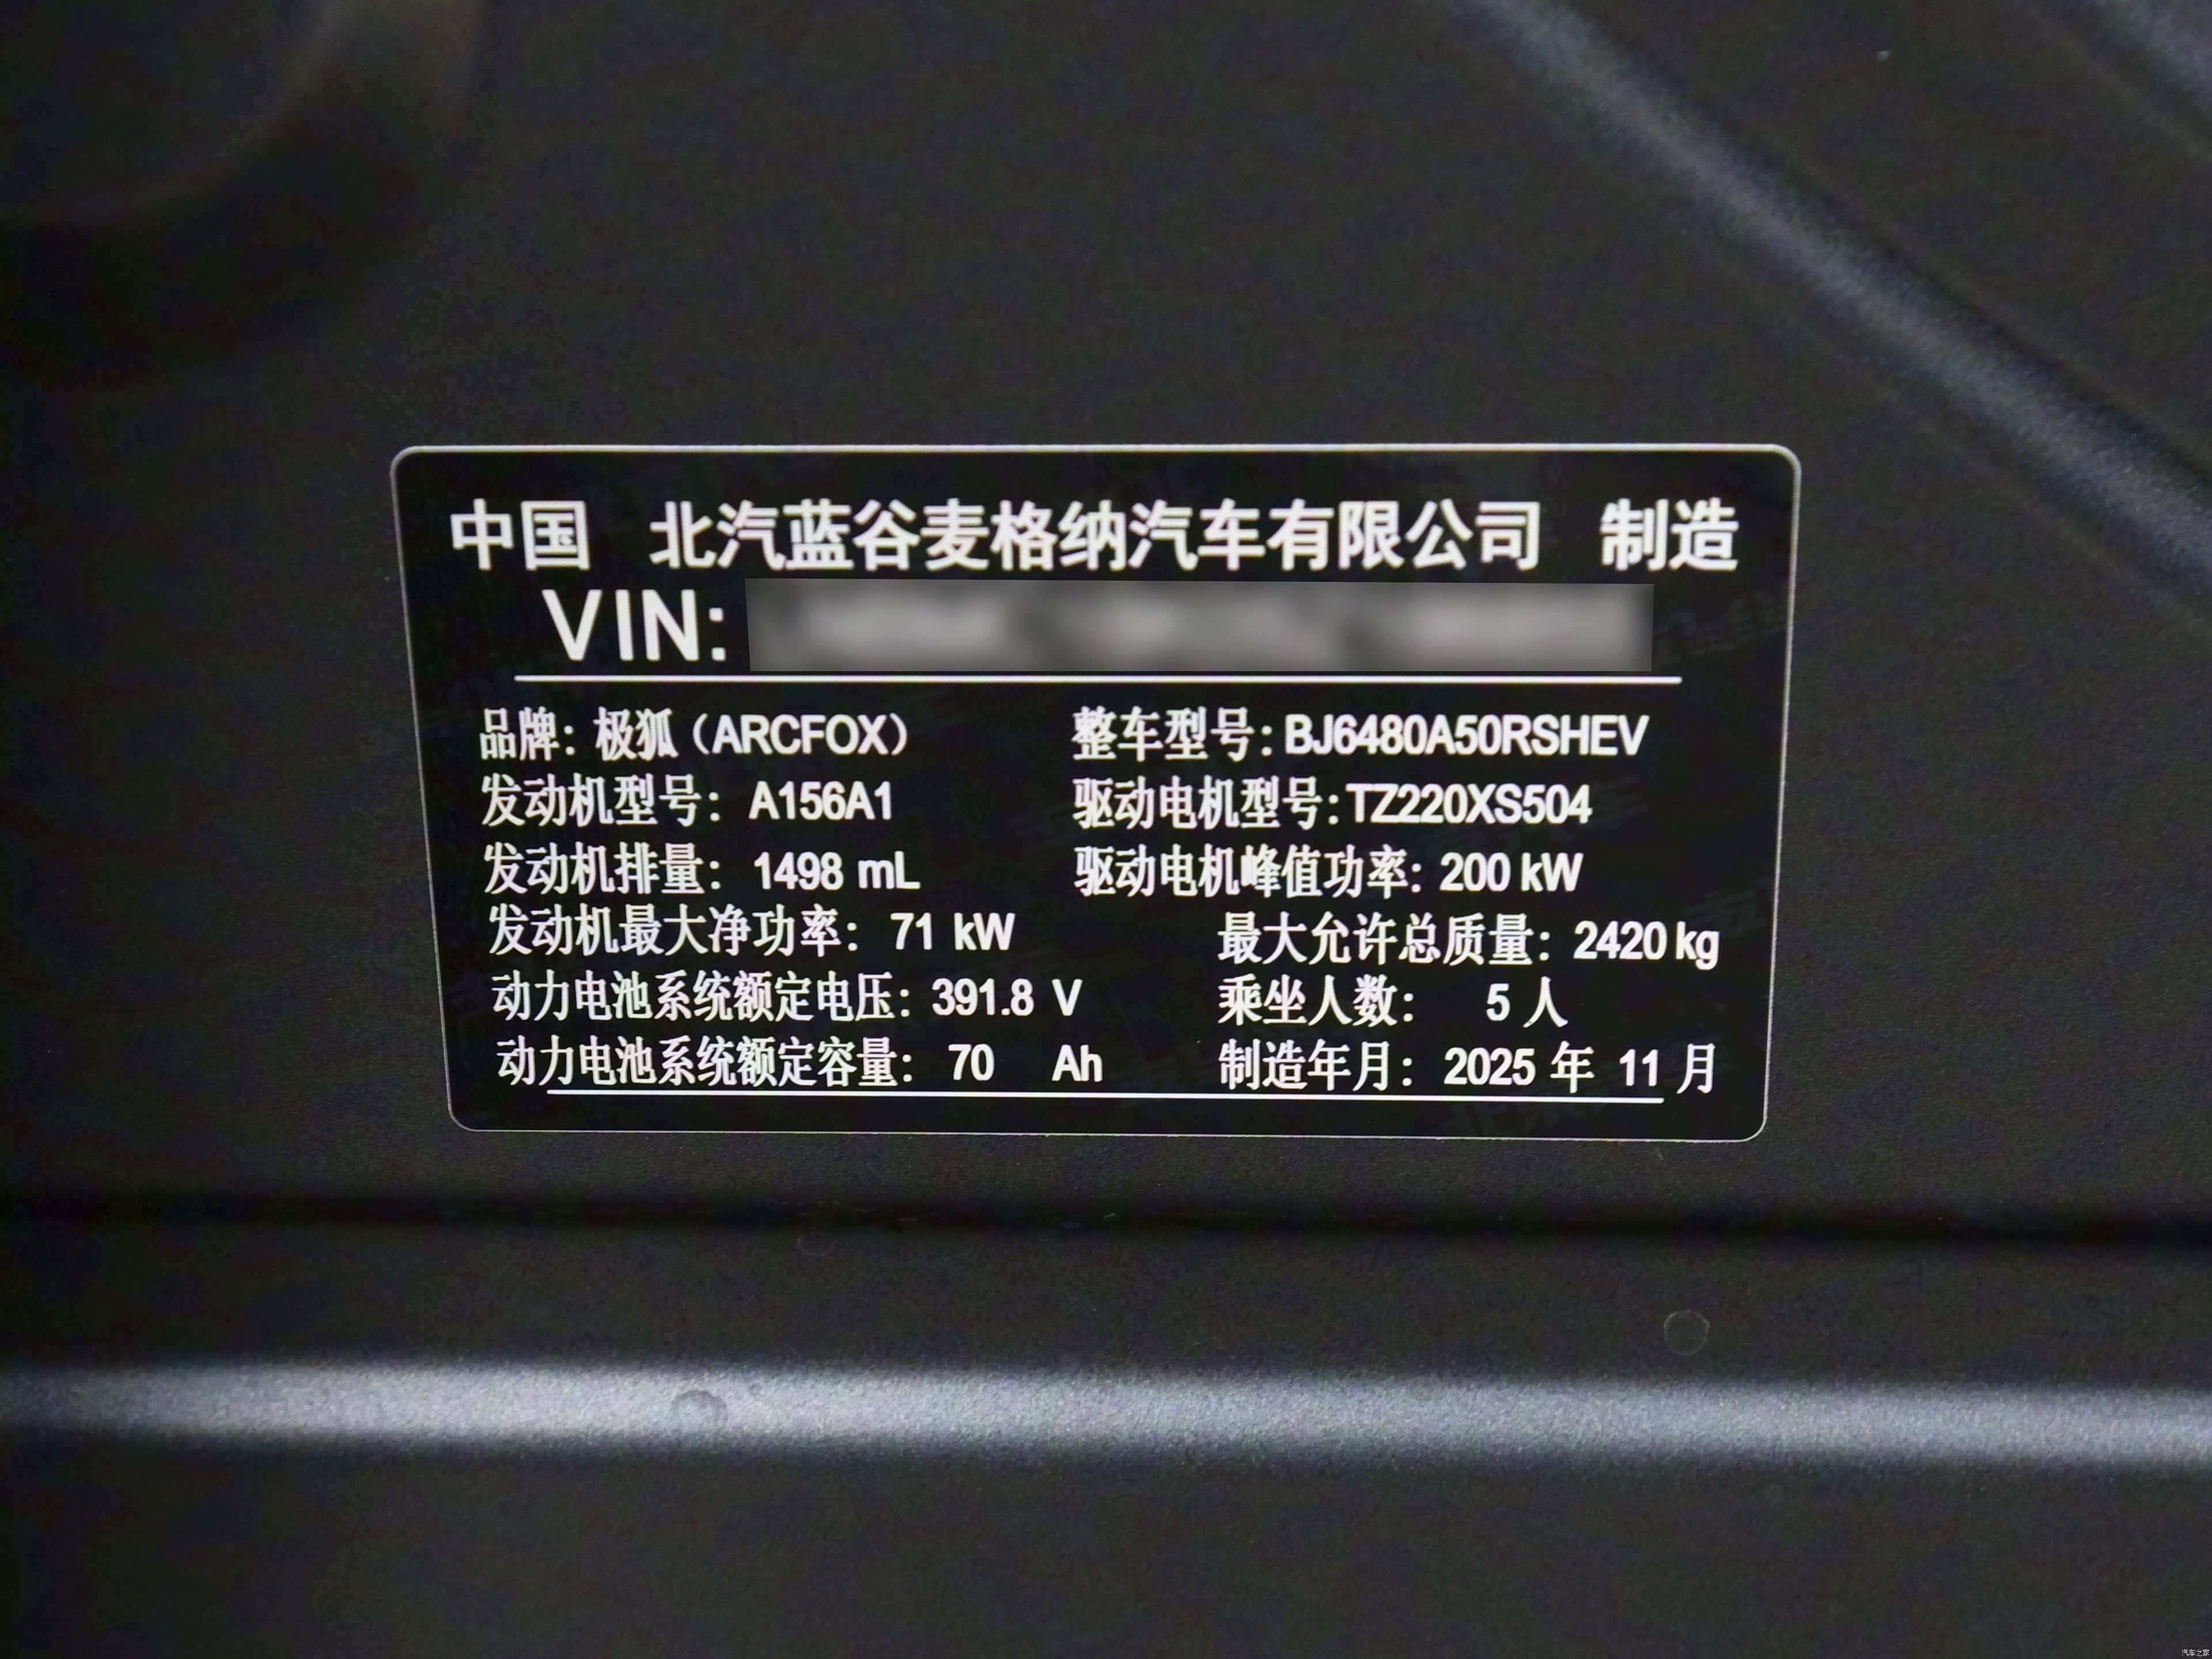 中国 北汽蓝谷麦格纳汽车有限公司 制造
VIN:
品牌：极狐（ARCFOX） 整车型号：BJ6480A50RSHEV
发动机型号：A156A1 驱动电机型号：TZ220XS504
发动机排量：1498 mL 驱动电机峰值功率：200 kW
发动机最大净功率：71 kW 最大允许总质量：2420 kg
动力电池系统额定电压：391.8 V 乘坐人数：5 人
动力电池系统额定容量：70 Ah 制造年月：2025 年 11 月
汽车之家